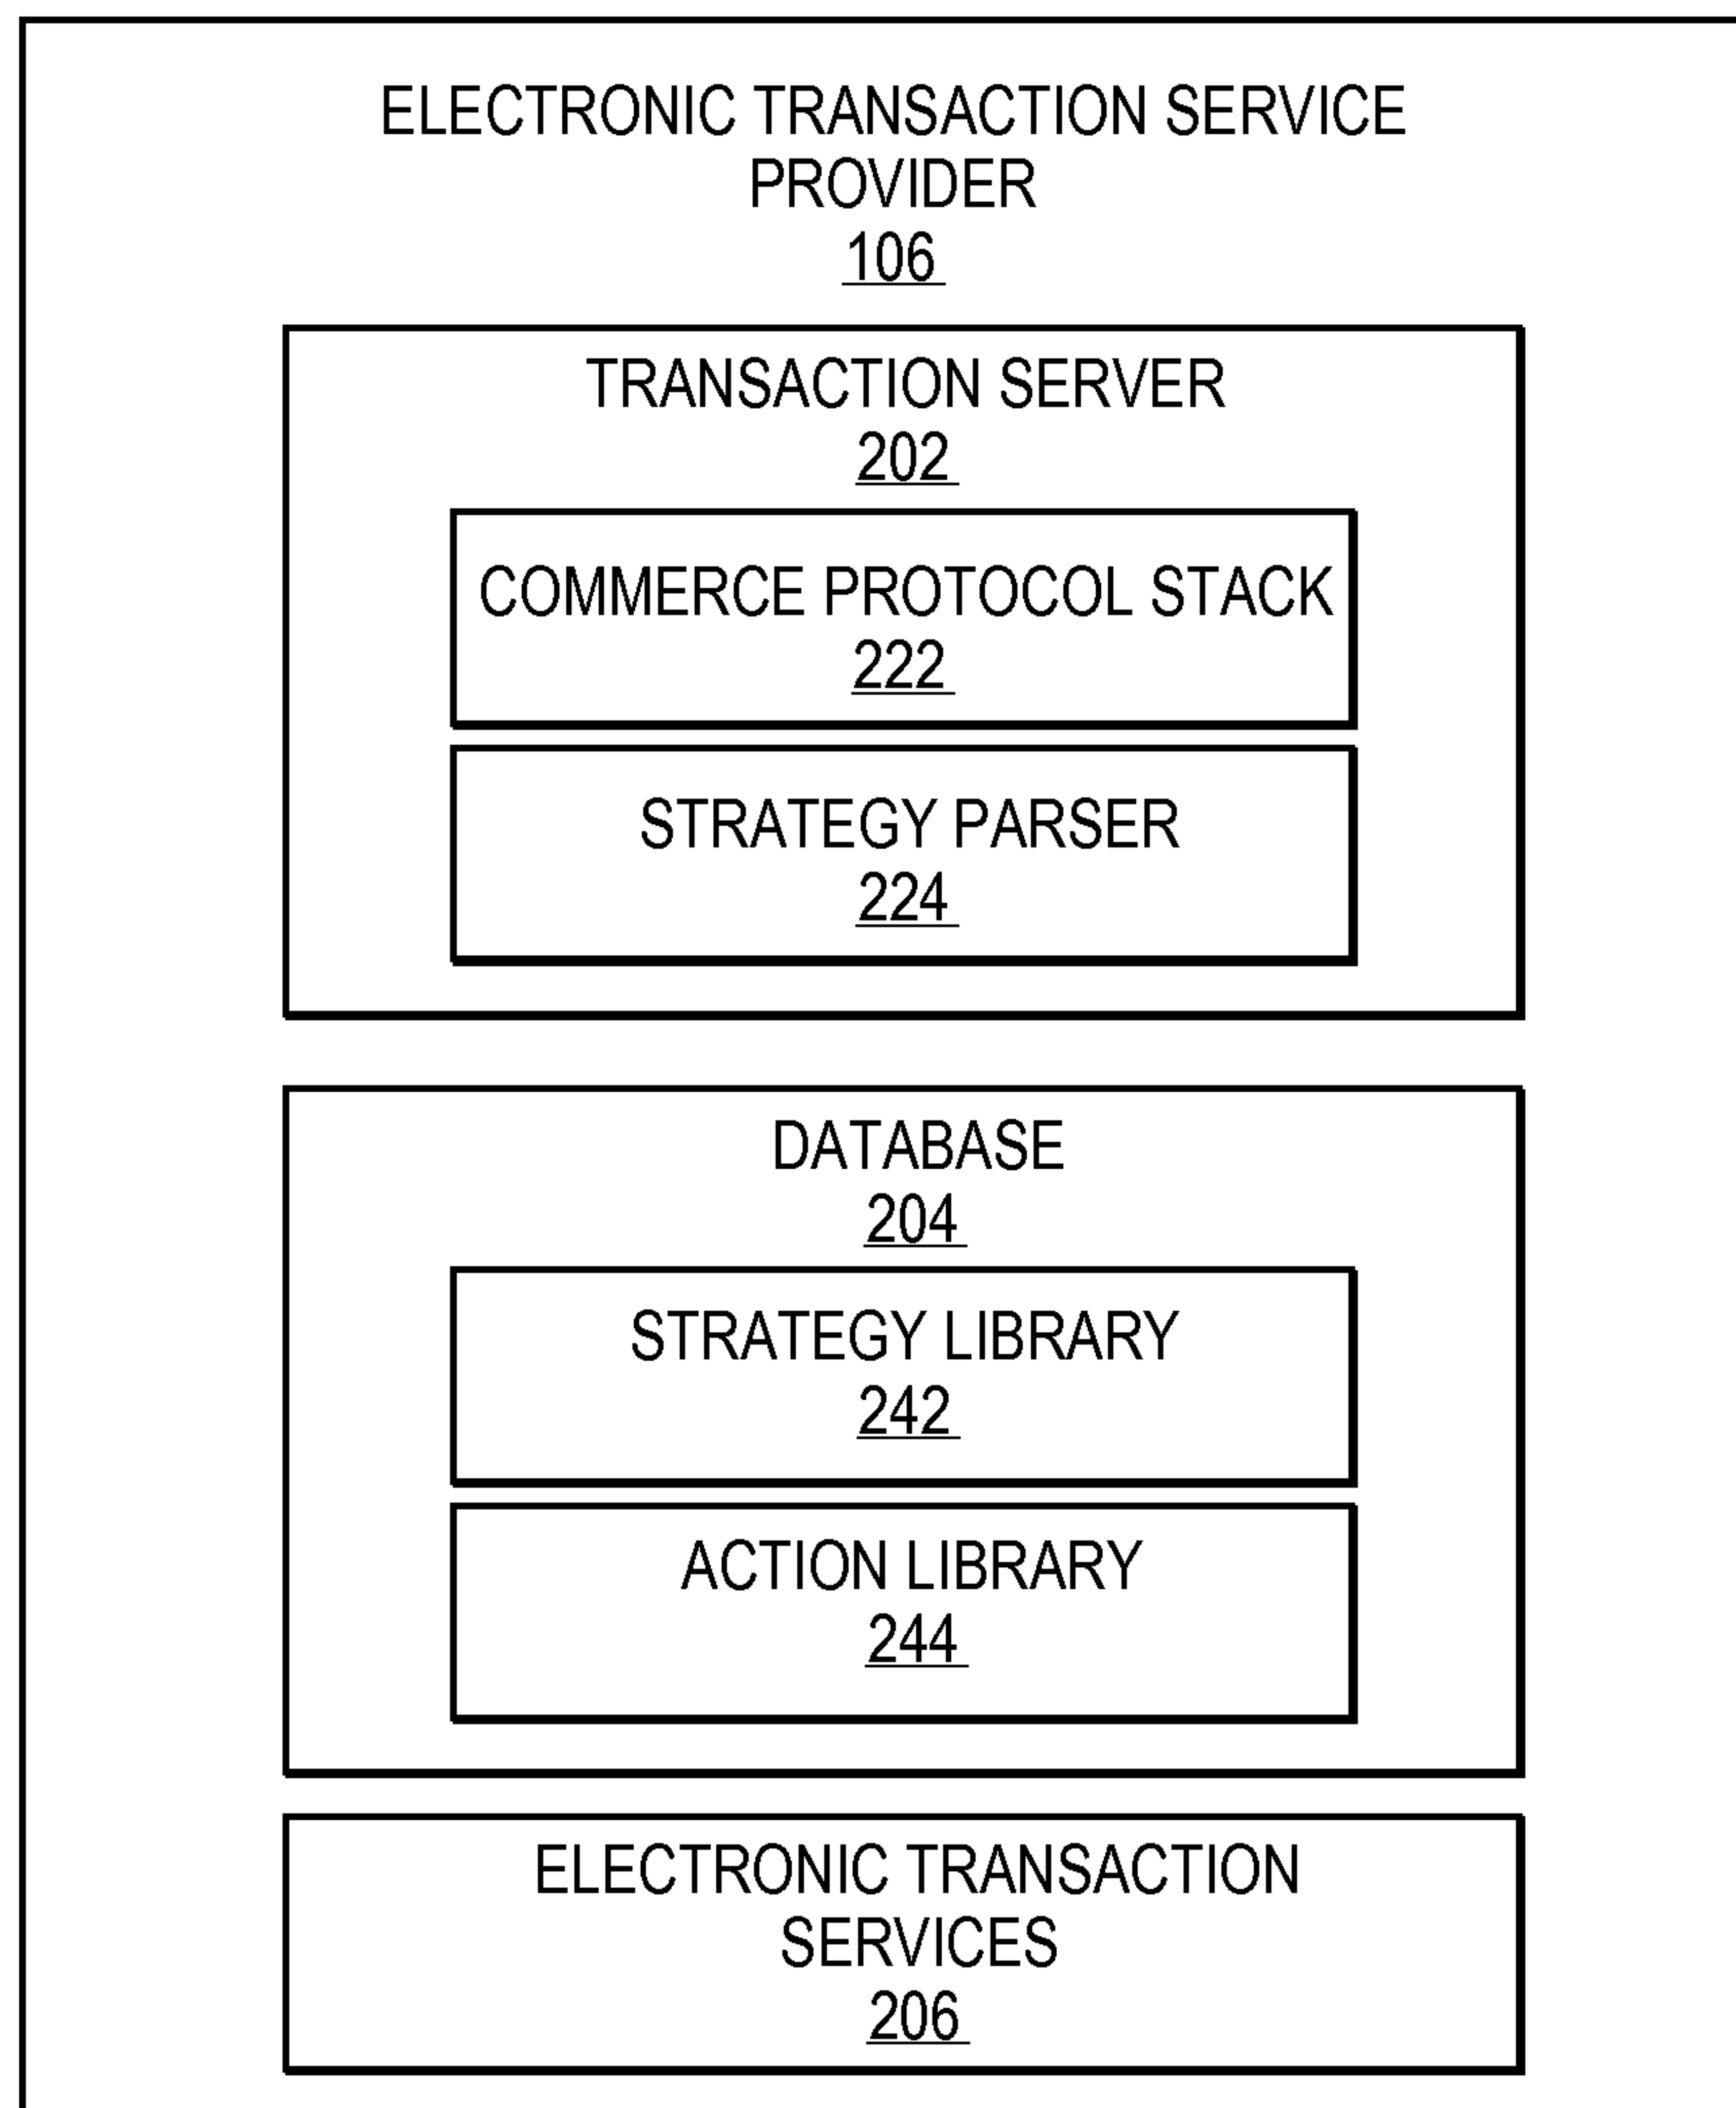 ELECTRONIC TRANSACTION SERVICE
PROVIDER
106
TRANSACTION SERVER
202
COMMERCE PROTOCOL STACK
222
STRATEGY PARSER
224
DATABASE
204
STRATEGY LIBRARY
242
ACTION LIBRARY
244
ELECTRONIC TRANSACTION
SERVICES
206